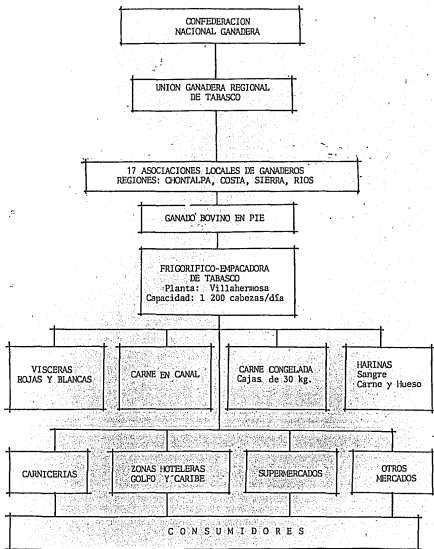 CONFEDERACION
NACIONAL GANADERA
UNION GANADERA REGIONAL
DE TABASCO
17 ASOCIACIONES LOCALES DE GANADEROS
REGIONES: CHONTALPA, COSTA, SIERRA, RIOS
GANADO BOVINO EN PIE
FRIGORIFICO-EMPACADORA
DE TABASCO
Planta: Villahermosa
Capacidad: 1 200 cabezas/día
VISCERAS
ROJAS Y BLANCAS
CARNE EN CANAL
CARNE CONGELADA
Cajas de 30 kg.
HARINAS
Sangre
Carne y Hueso
CARNICERIAS
ZONAS HOTELERAS
GOLFO Y CARIBE
SUPERMERCADOS
OTROS
MERCADOS
CONSUMIDORES